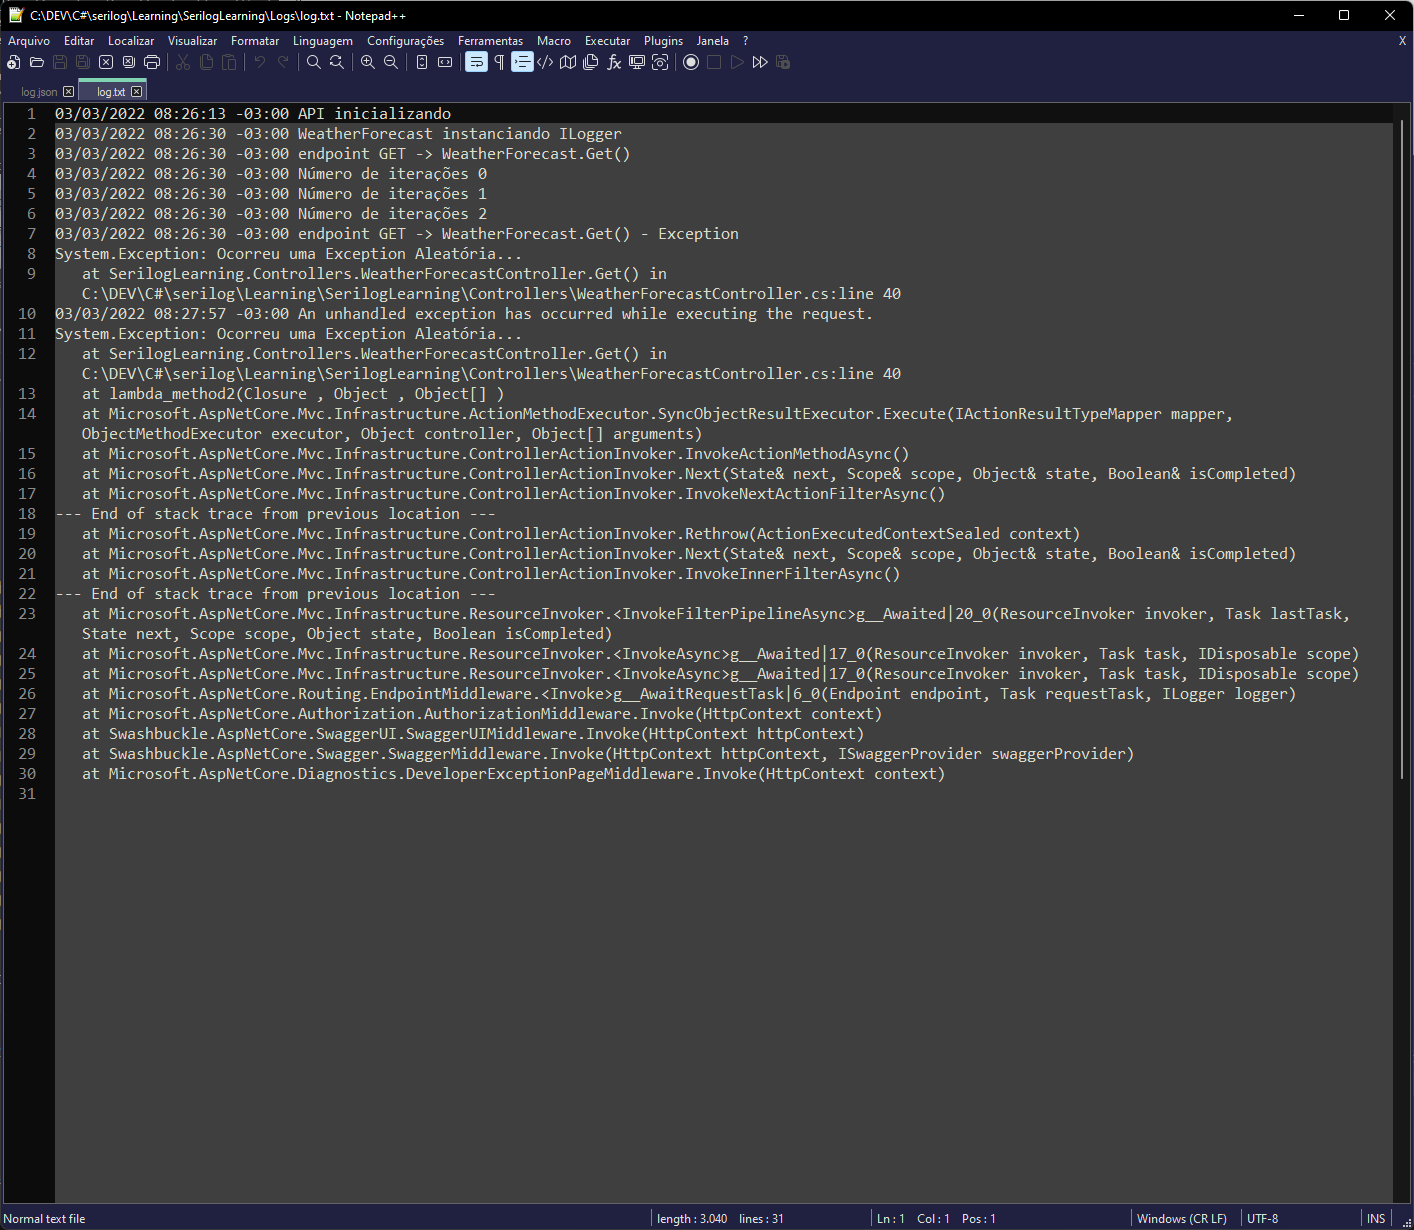 C:\DEV\C#\serilog\Learning\SerilogLearning\Logs\log.txt - Notepad++
Arquivo Editar Localizar Visualizar Formatar Linguagem Configurações Ferramentas Macro Executar Plugins Janela ? X
log.json log.txt
1 03/03/2022 08:26:13 -03:00 API inicializando
2 03/03/2022 08:26:30 -03:00 WeatherForecast instanciando ILogger
3 03/03/2022 08:26:30 -03:00 endpoint GET -> WeatherForecast.Get()
4 03/03/2022 08:26:30 -03:00 Número de iterações 0
5 03/03/2022 08:26:30 -03:00 Número de iterações 1
6 03/03/2022 08:26:30 -03:00 Número de iterações 2
7 03/03/2022 08:26:30 -03:00 endpoint GET -> WeatherForecast.Get() - Exception
8 System.Exception: Ocorreu uma Exception Aleatória...
9 at SerilogLearning.Controllers.WeatherForecastController.Get() in
C:\DEV\C#\serilog\Learning\SerilogLearning\Controllers\WeatherForecastController.cs:line 40
10 03/03/2022 08:27:57 -03:00 An unhandled exception has occurred while executing the request.
11 System.Exception: Ocorreu uma Exception Aleatória...
12 at SerilogLearning.Controllers.WeatherForecastController.Get() in
C:\DEV\C#\serilog\Learning\SerilogLearning\Controllers\WeatherForecastController.cs:line 40
13 at lambda_method2(Closure , Object , Object[] )
14 at Microsoft.AspNetCore.Mvc.Infrastructure.ActionMethodExecutor.SyncObjectResultExecutor.Execute(IActionResultTypeMapper mapper,
ObjectMethodExecutor executor, Object controller, Object[] arguments)
15 at Microsoft.AspNetCore.Mvc.Infrastructure.ControllerActionInvoker.InvokeActionMethodAsync()
16 at Microsoft.AspNetCore.Mvc.Infrastructure.ControllerActionInvoker.Next(State& next, Scope& scope, Object& state, Boolean& isCompleted)
17 at Microsoft.AspNetCore.Mvc.Infrastructure.ControllerActionInvoker.InvokeNextActionFilterAsync()
18 --- End of stack trace from previous location ---
19 at Microsoft.AspNetCore.Mvc.Infrastructure.ControllerActionInvoker.Rethrow(ActionExecutedContextSealed context)
20 at Microsoft.AspNetCore.Mvc.Infrastructure.ControllerActionInvoker.Next(State& next, Scope& scope, Object& state, Boolean& isCompleted)
21 at Microsoft.AspNetCore.Mvc.Infrastructure.ControllerActionInvoker.InvokeInnerFilterAsync()
22 --- End of stack trace from previous location ---
23 at Microsoft.AspNetCore.Mvc.Infrastructure.ResourceInvoker.<InvokeFilterPipelineAsync>g__Awaited|20_0(ResourceInvoker invoker, Task lastTask,
State next, Scope scope, Object state, Boolean isCompleted)
24 at Microsoft.AspNetCore.Mvc.Infrastructure.ResourceInvoker.<InvokeAsync>g__Awaited|17_0(ResourceInvoker invoker, Task task, IDisposable scope)
25 at Microsoft.AspNetCore.Mvc.Infrastructure.ResourceInvoker.<InvokeAsync>g__Awaited|17_0(ResourceInvoker invoker, Task task, IDisposable scope)
26 at Microsoft.AspNetCore.Routing.EndpointMiddleware.<Invoke>g__AwaitRequestTask|6_0(Endpoint endpoint, Task requestTask, ILogger logger)
27 at Microsoft.AspNetCore.Authorization.AuthorizationMiddleware.Invoke(HttpContext context)
28 at Swashbuckle.AspNetCore.SwaggerUI.SwaggerUIMiddleware.Invoke(HttpContext httpContext)
29 at Swashbuckle.AspNetCore.Swagger.SwaggerMiddleware.Invoke(HttpContext httpContext, ISwaggerProvider swaggerProvider)
30 at Microsoft.AspNetCore.Diagnostics.DeveloperExceptionPageMiddleware.Invoke(HttpContext context)
31
Normal text file length : 3.040 lines : 31 Ln : 1 Col : 1 Pos : 1 Windows (CR LF) UTF-8 INS